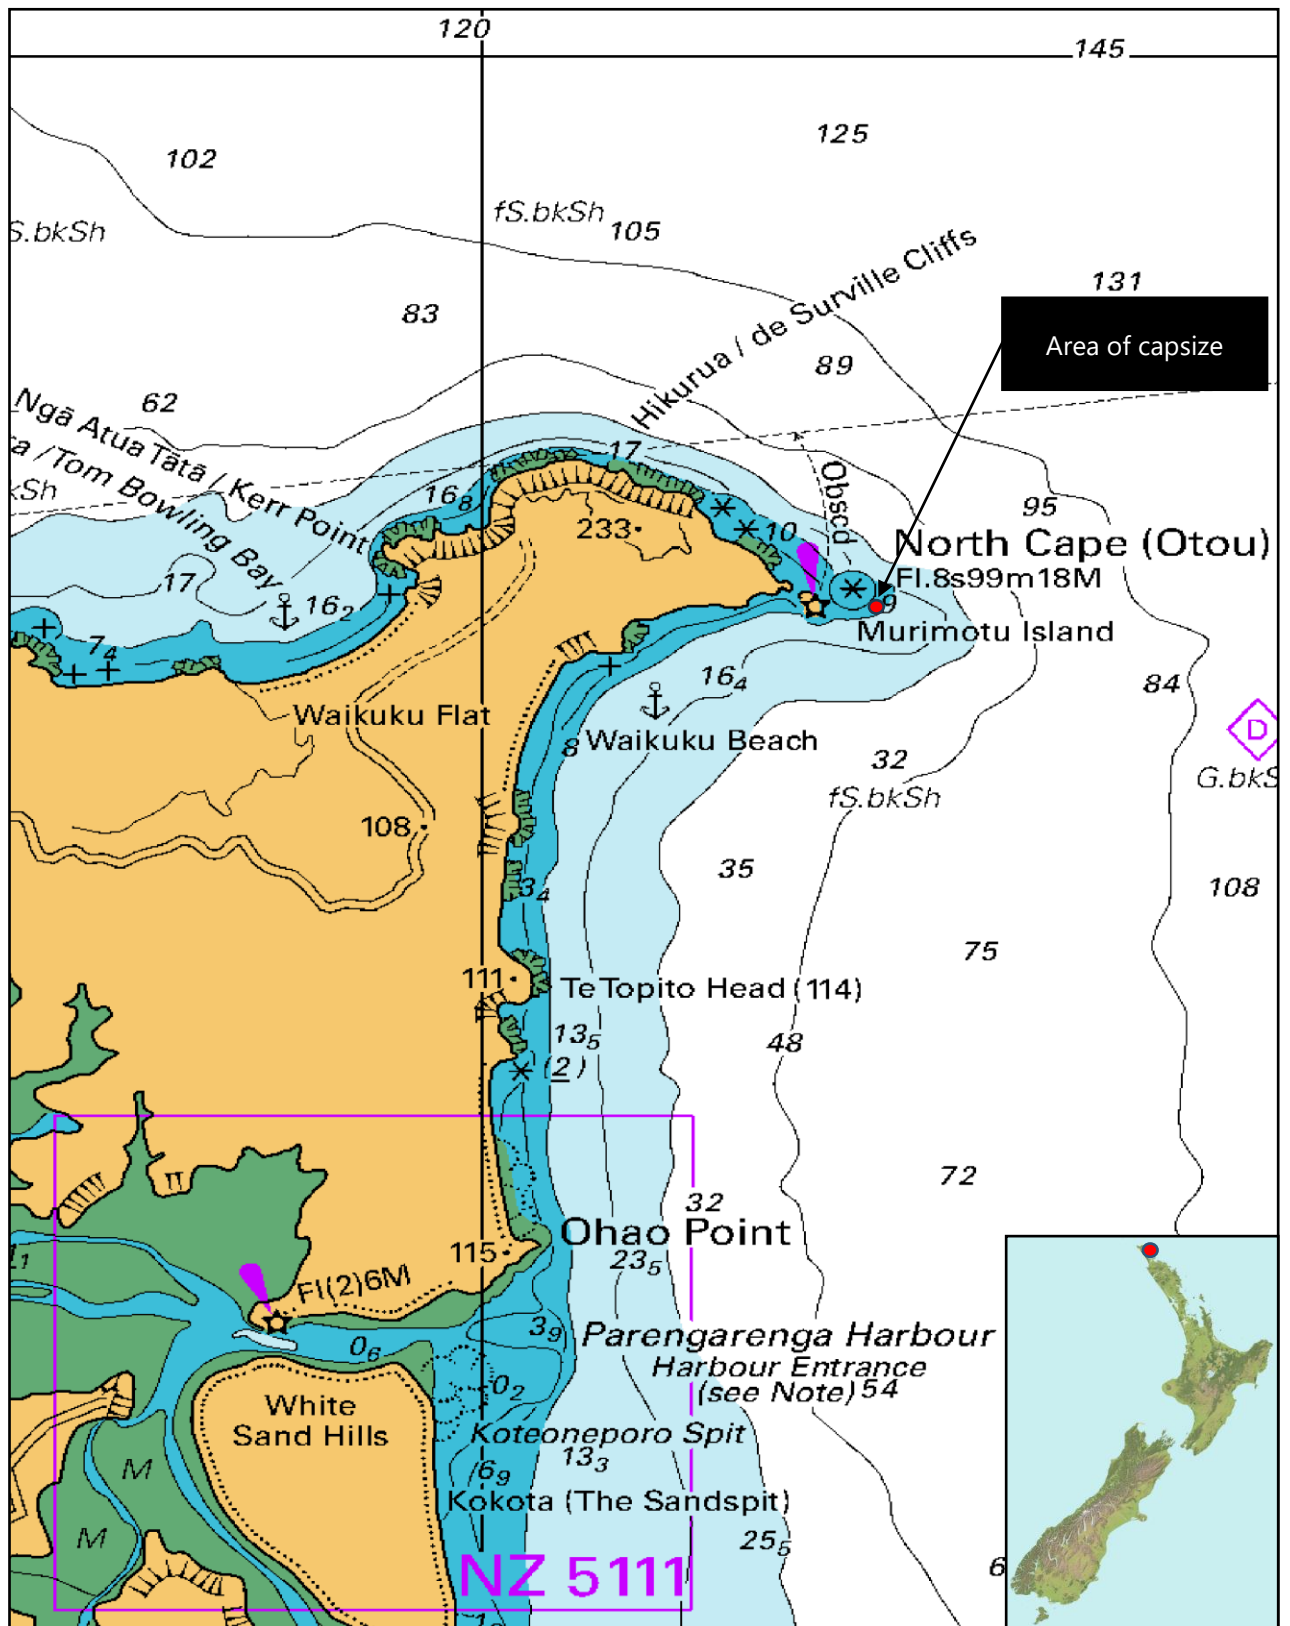 120
145
125
102
fS.bkSh
105
S.bkSh
Hikurua / de Surville Cliffs
131
83
Area of capsize
89
62
Ngā Atua Tātā / Kerr Point
/Tom Bowling Bay
17
kSh
16₈
Obscd
95
233
10
North Cape (Otou)
Fl.8s99m18M
17
16₂
9
Murimotu Island
7₄
16₄
84
Waikuku Flat
D
8
Waikuku Beach
32
G.bkS
fS.bkSh
108
35
3₄
108
75
111
Te Topito Head (114)
13₅
48
(2)
72
32
Ohao Point
115
23₅
Fl(2)6M
3₉
Parengarenga Harbour
0₆
Harbour Entrance
(see Note)
54
0₂
White
Sand Hills
Koteoneporo Spit
13₃
M
6₉
Kokota (The Sandspit)
M
25₅
6
NZ 5111